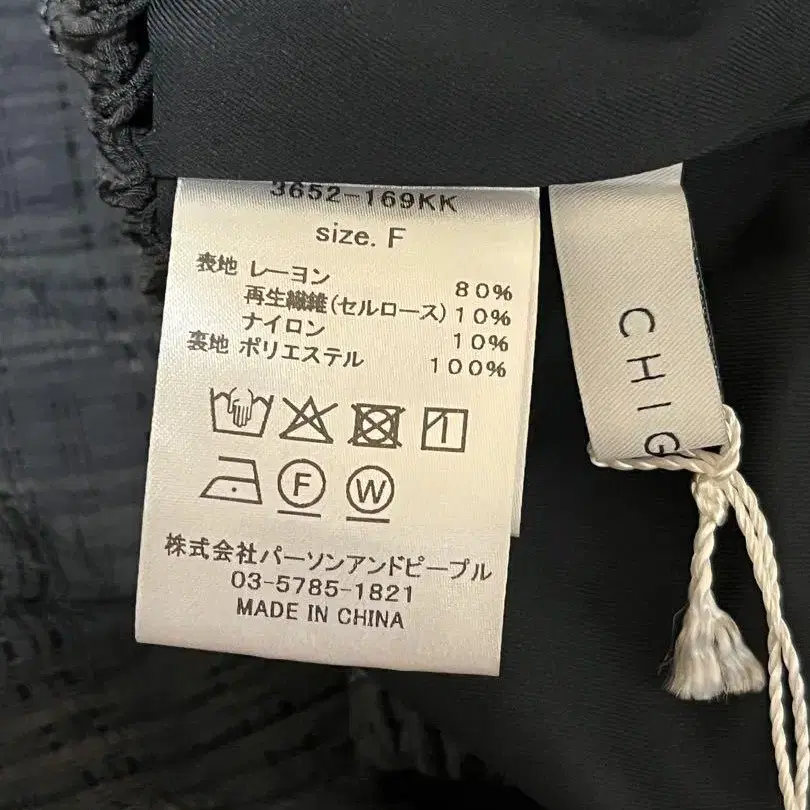 3652-169KK
size. F
表地 レーヨン 80%
再生繊維(セルロース) 10%
ナイロン 10%
裏地 ポリエステル 100%
F W
株式会社パーソンアンドピープル
03-5785-1821
MADE IN CHINA
CHIG